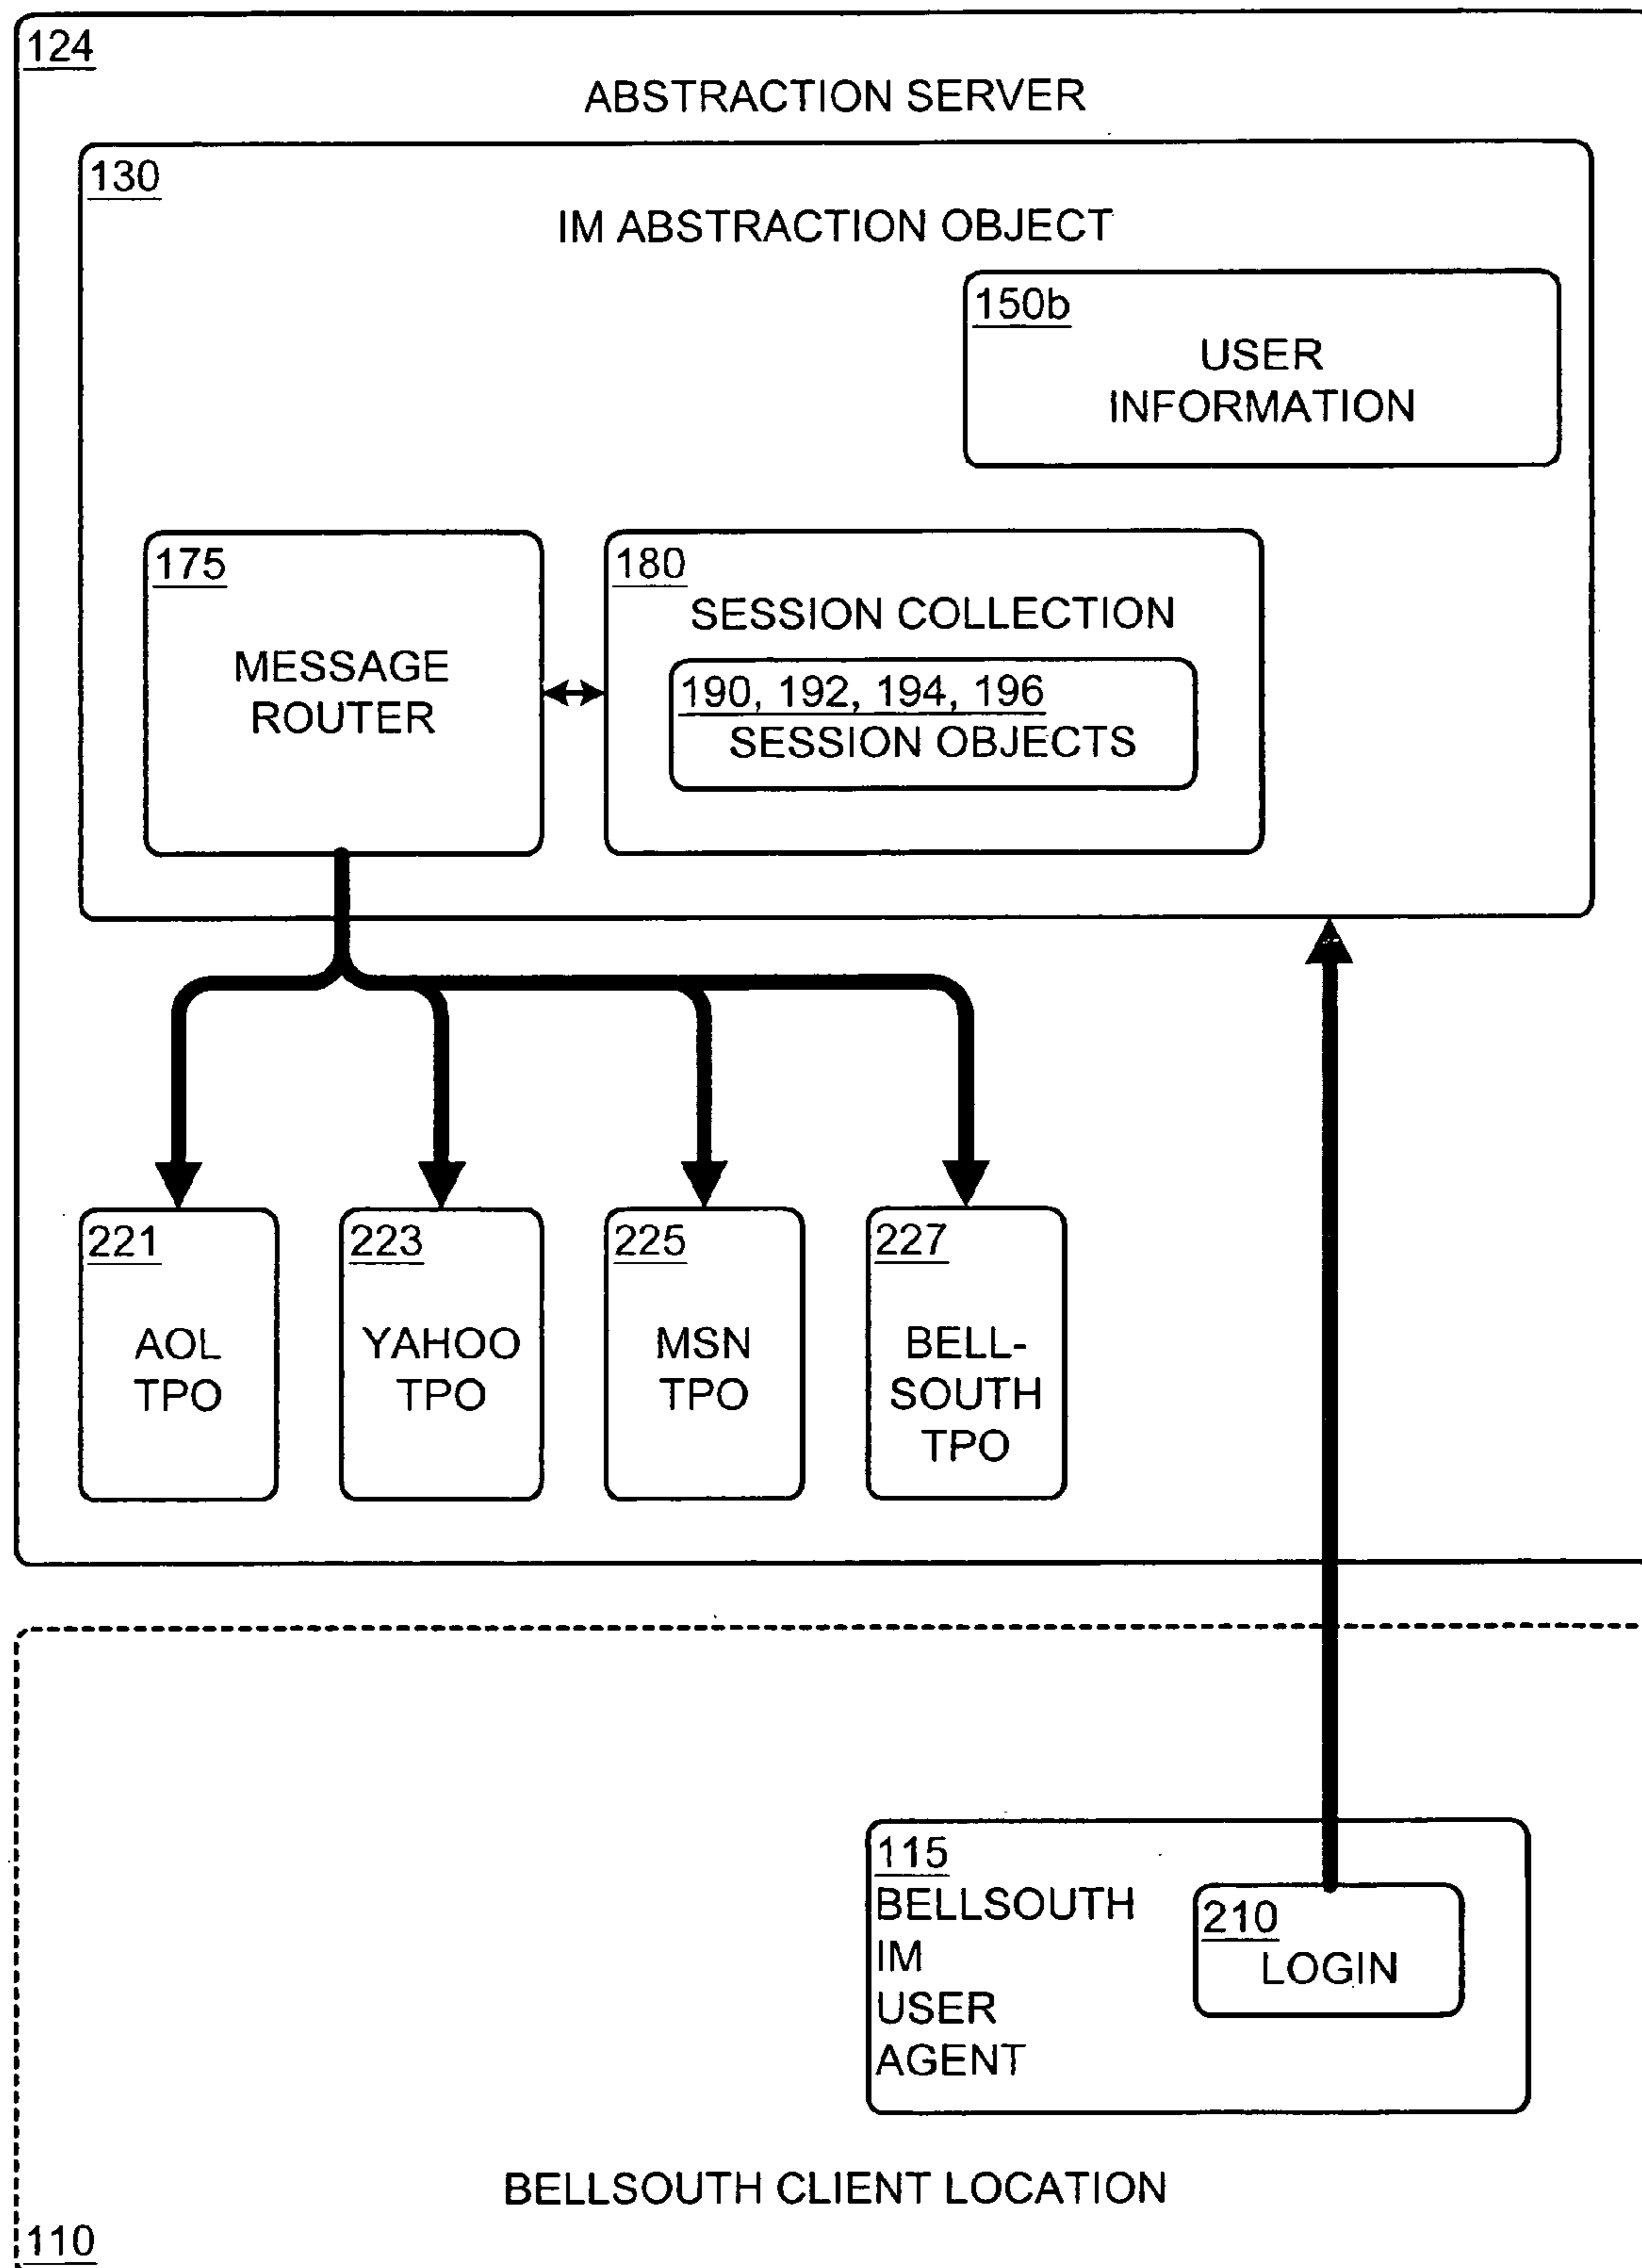 124
ABSTRACTION SERVER
130
IM ABSTRACTION OBJECT
150b
USER
INFORMATION
175
MESSAGE
ROUTER
180
SESSION COLLECTION
190, 192, 194, 196
SESSION OBJECTS
221
AOL
TPO
223
YAHOO
TPO
225
MSN
TPO
227
BELL-
SOUTH
TPO
115
BELLSOUTH
IM
USER
AGENT
210
LOGIN
BELLSOUTH CLIENT LOCATION
110